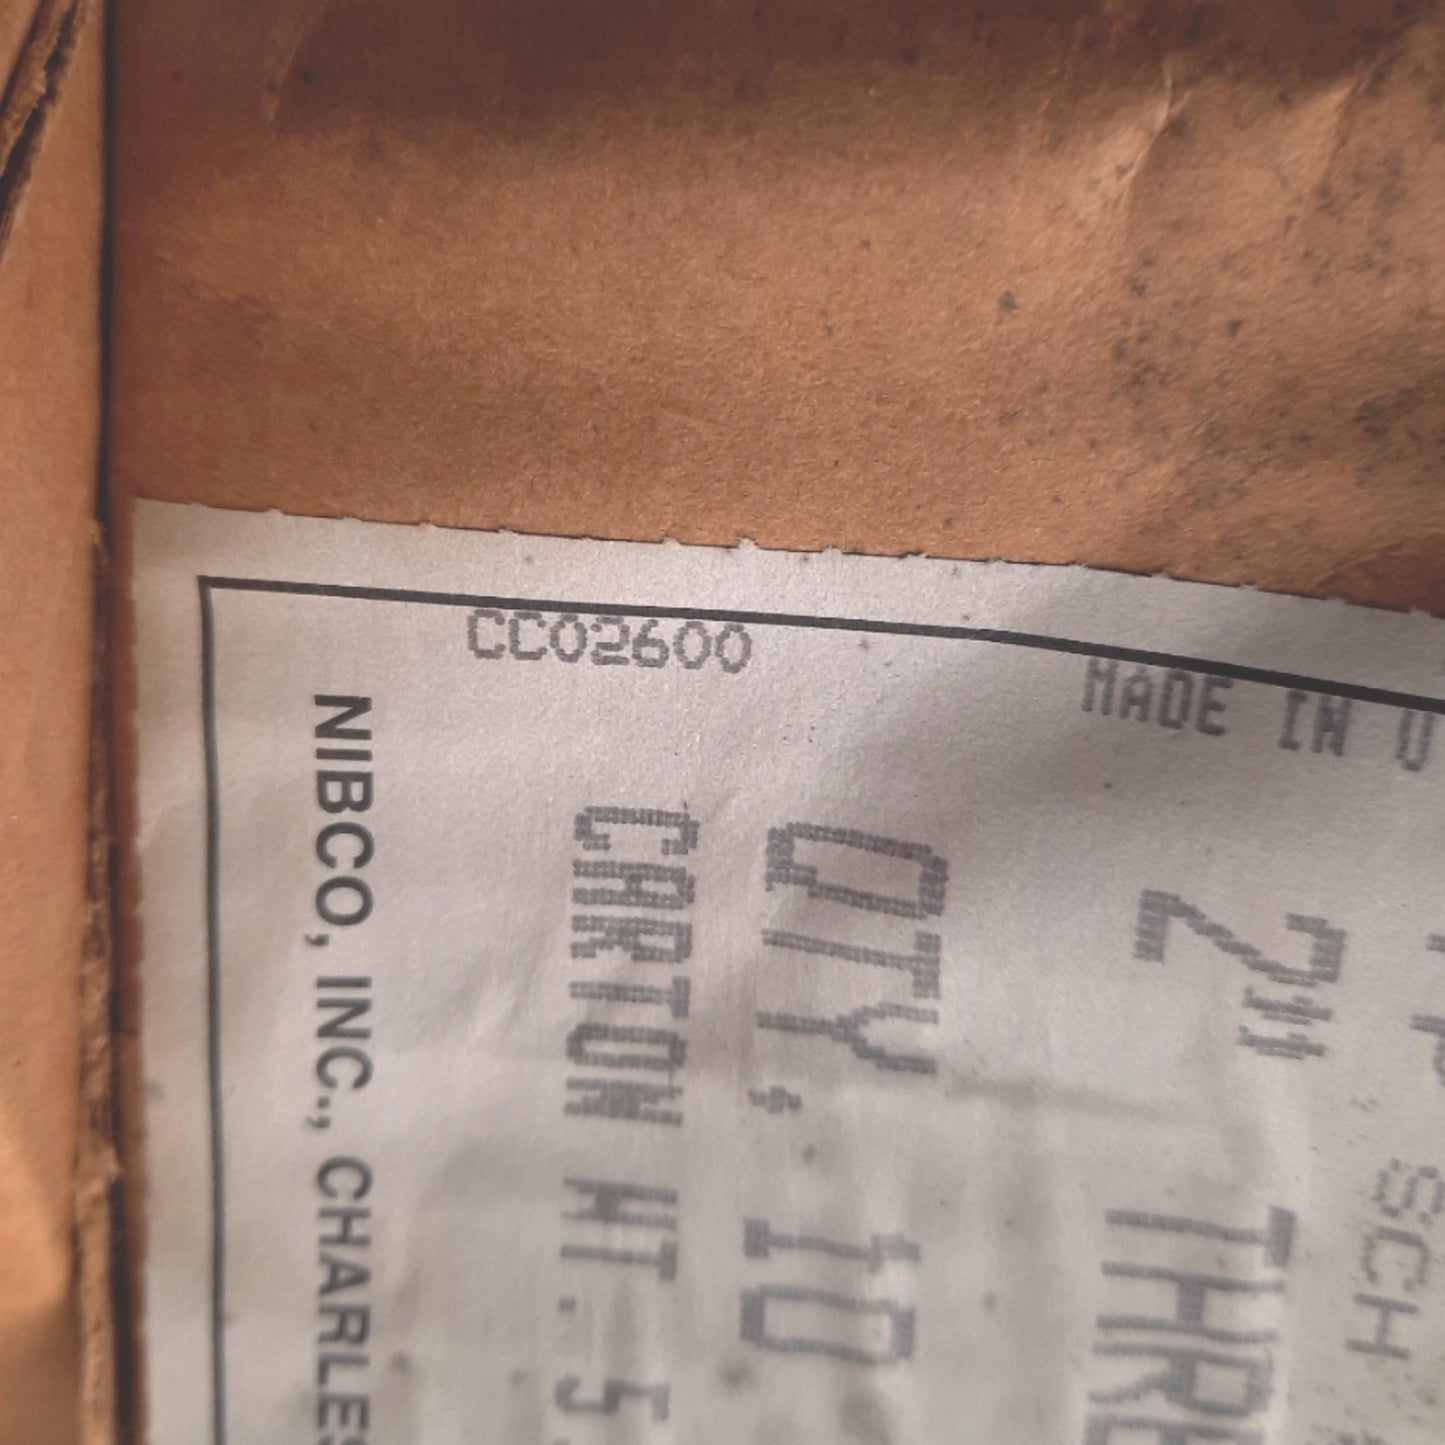 CC02600
MADE IN U
SCH
2" THRE
QTY. 10
CARTON WT. 5.
NIBCO, INC., CHARLES